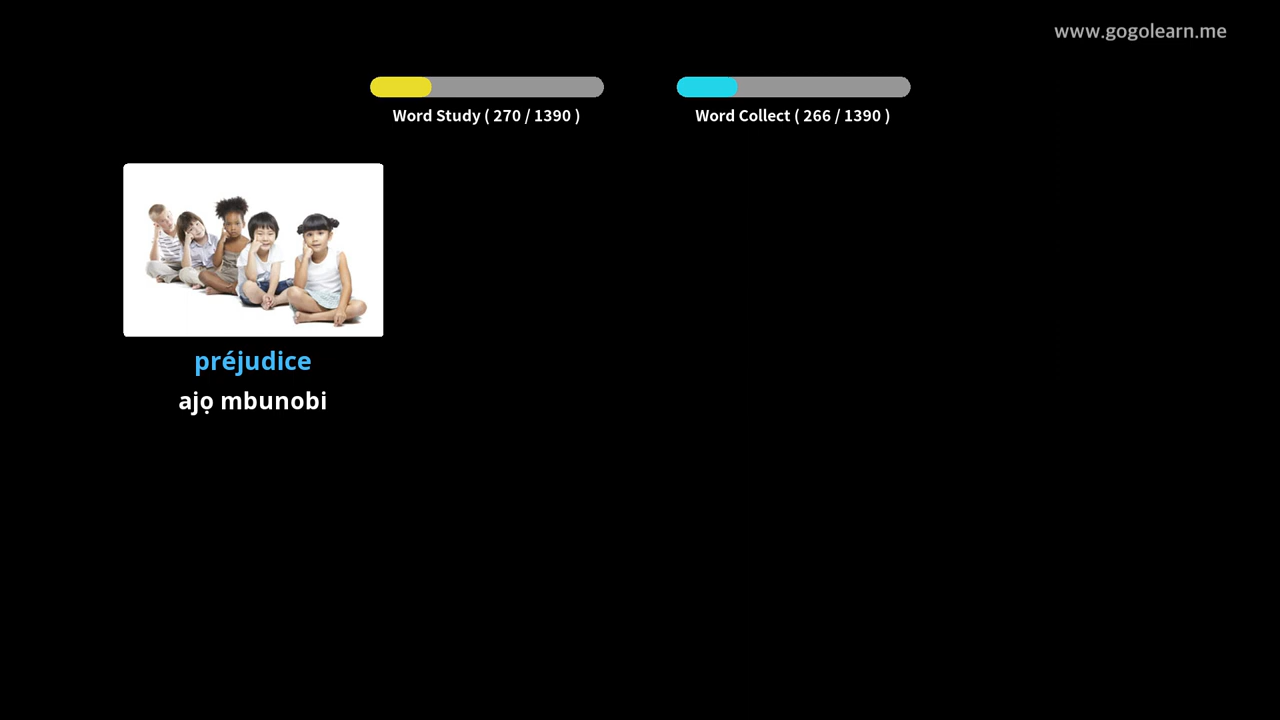 www.gogolearn.me
Word Study ( 270 / 1390 )
Word Collect ( 266 / 1390 )
préjudice
ajọ mbunobi